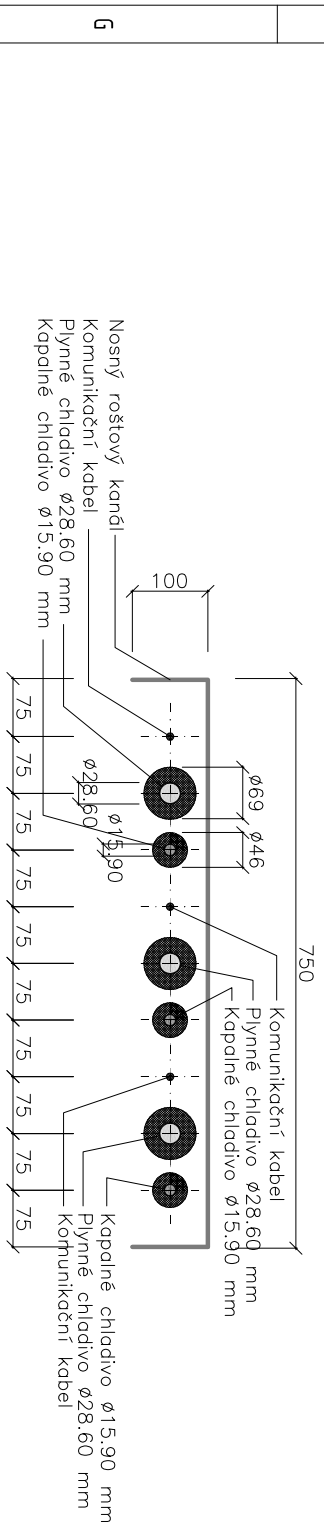 G
750
Komunikační kabel
Plynné chladivo ø28.60 mm
Kapalné chladivo ø15.90 mm
ø69
ø46
100
ø28.60
ø15.90
Nosný roštový kanál
Komunikační kabel
Plynné chladivo ø28.60 mm
Kapalné chladivo ø15.90 mm
Kapalné chladivo ø15.90 mm
Plynné chladivo ø28.60 mm
Komunikační kabel
75 75 75 75 75 75 75 75 75 75